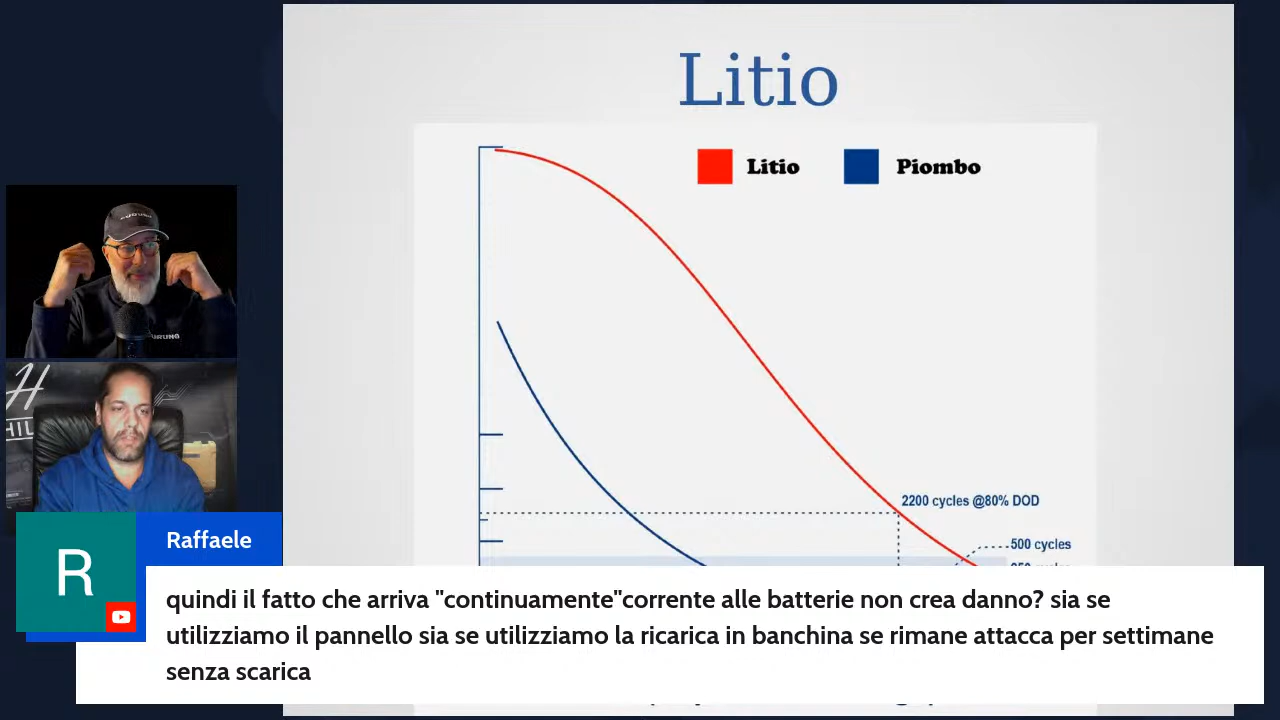 Litio
Litio
Piombo
2200 cycles @80% DOD
500 cycles
R
Raffaele
quindi il fatto che arriva "continuamente"corrente alle batterie non crea danno? sia se
utilizziamo il pannello sia se utilizziamo la ricarica in banchina se rimane attacca per settimane
senza scarica